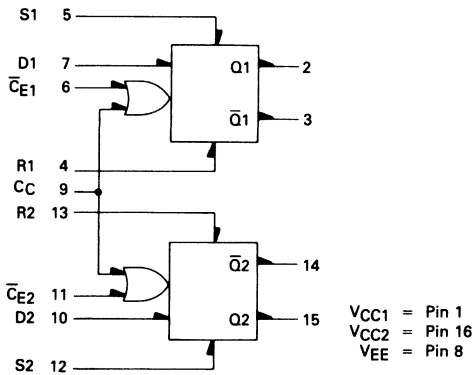 S1 5
D1 7
C̅E1 6
Q1 2
Q̅1 3
R1 4
CC 9
R2 13
Q̅2 14
C̅E2 11
D2 10
Q2 15
S2 12
VCC1 = Pin 1
VCC2 = Pin 16
VEE = Pin 8